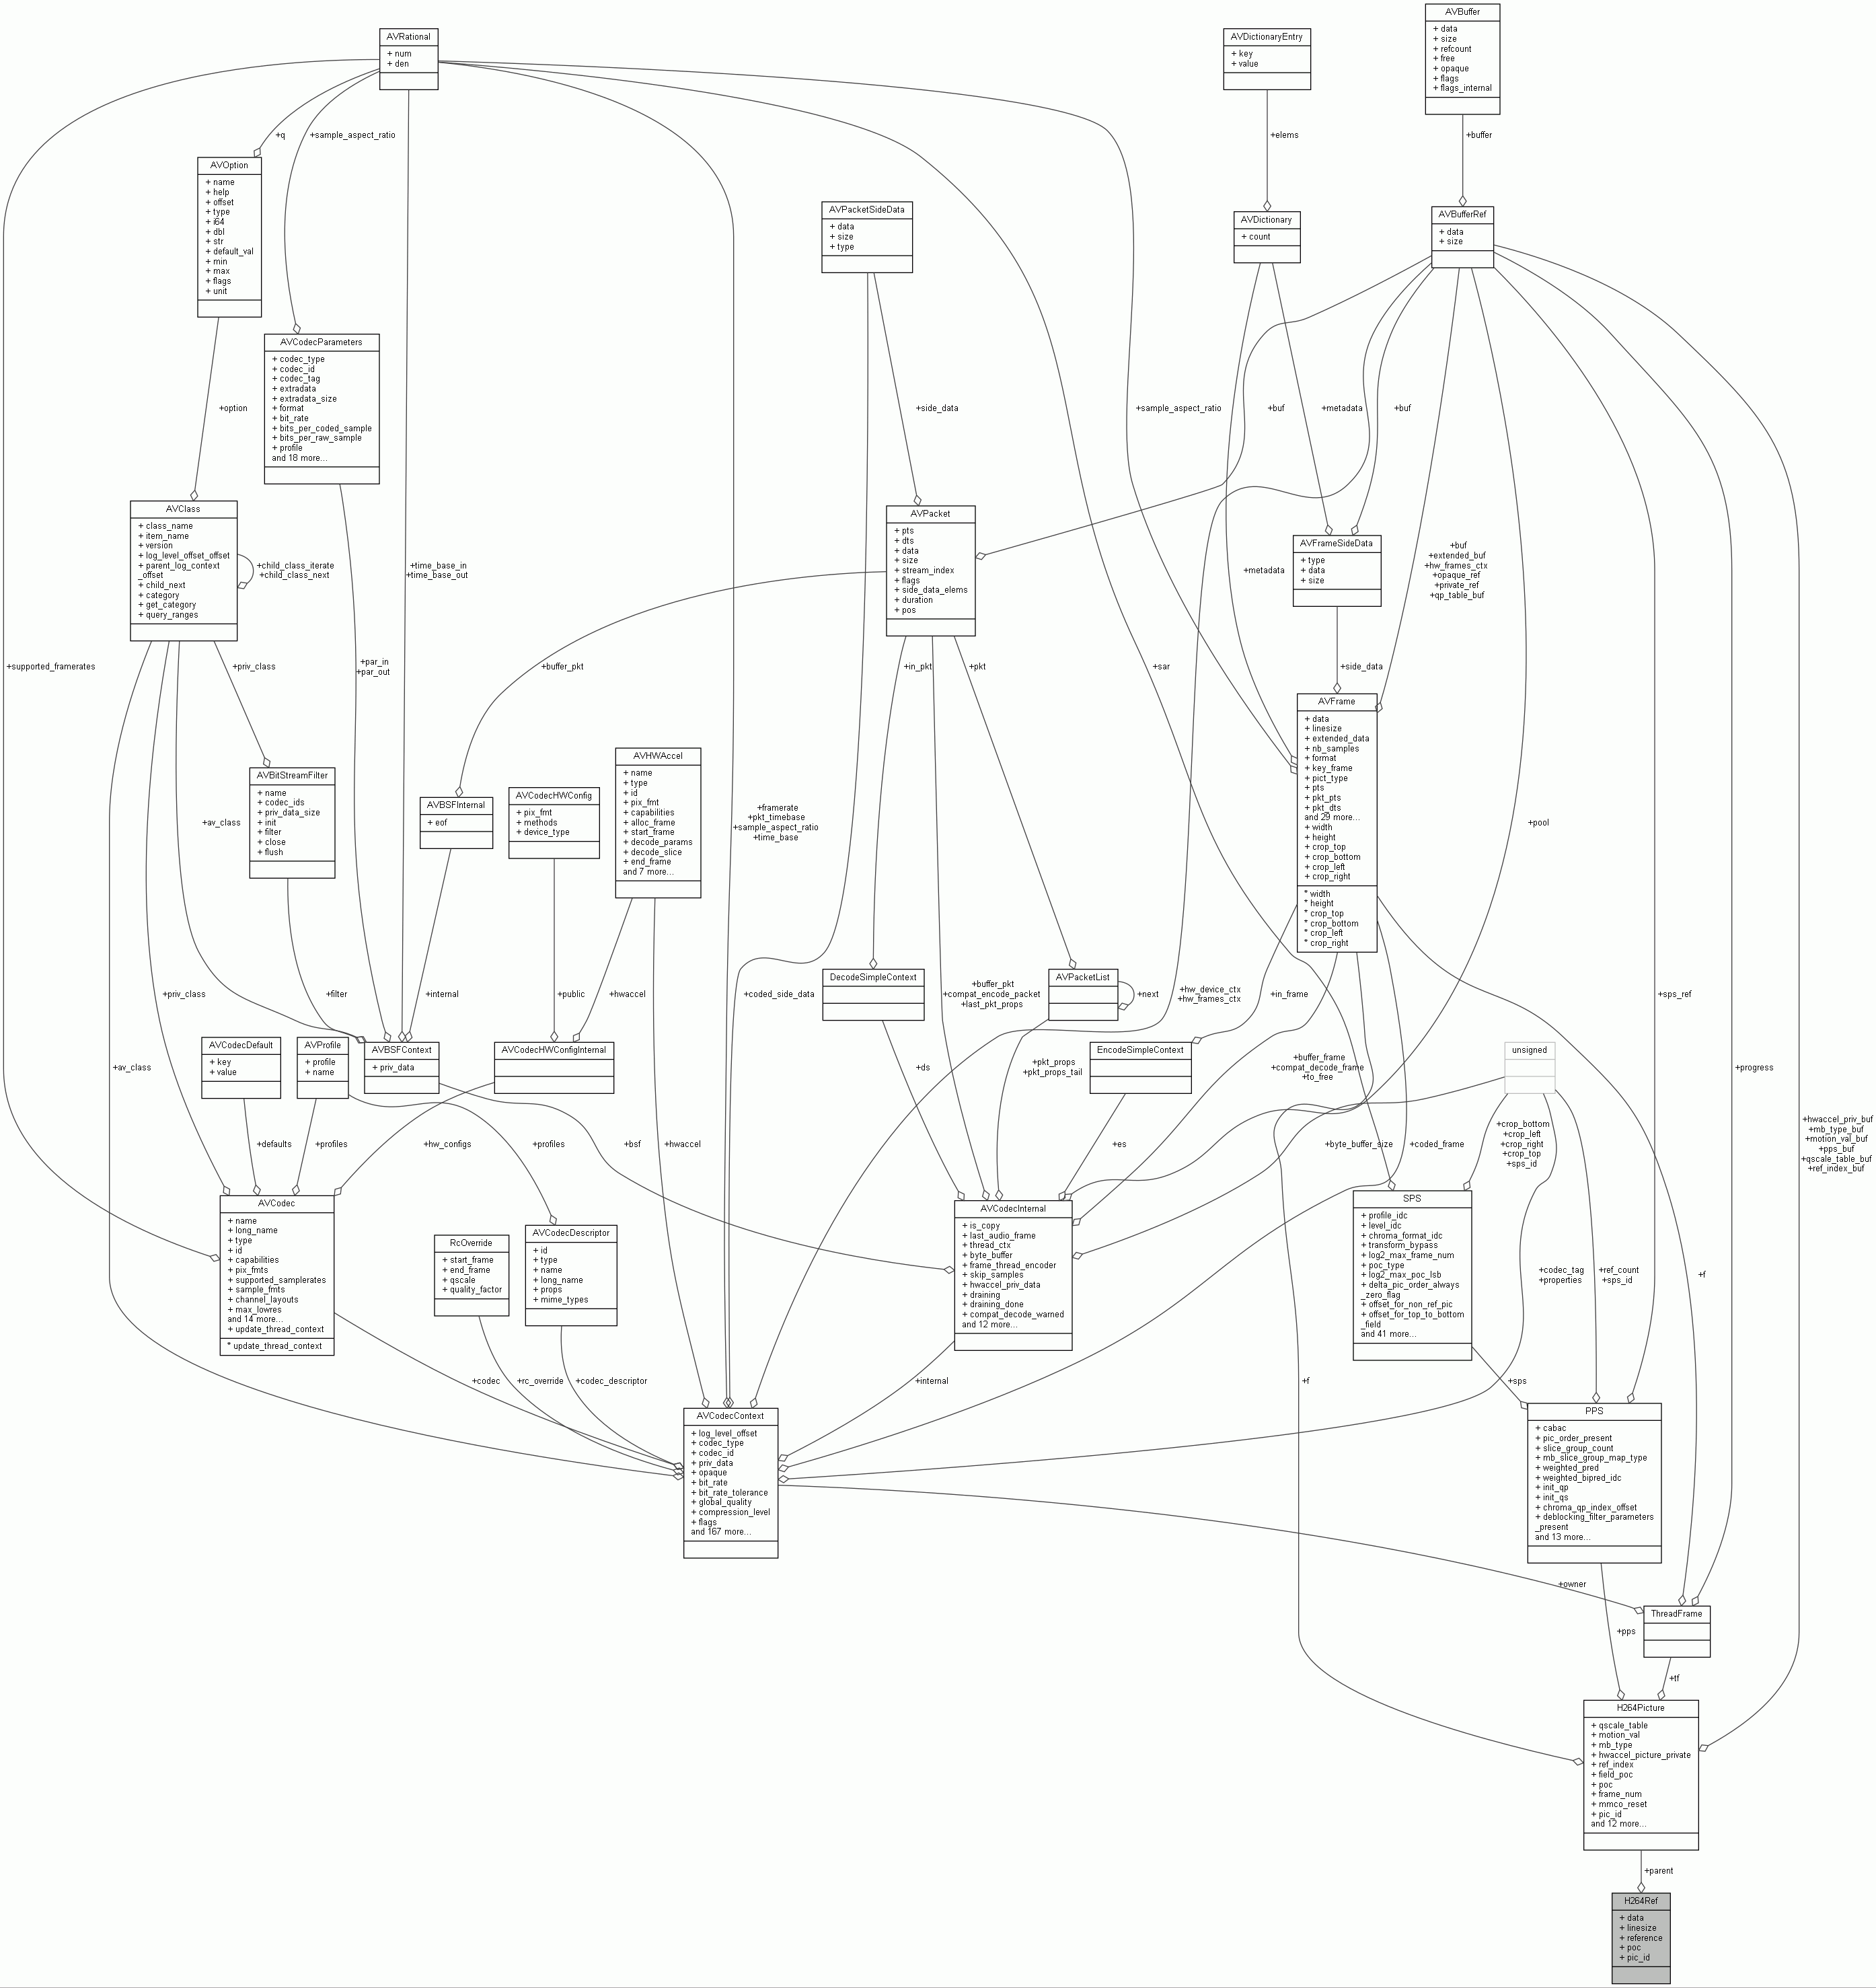 AVBuffer
+ data
+ size
+ refcount
+ free
+ opaque
+ flags
+ flags_internal
AVRational
+ num
+ den
AVDictionaryEntry
+ key
+ value
+q
+sample_aspect_ratio
+elems
+buffer
AVOption
+ name
+ help
+ offset
+ type
+ i64
+ dbl
+ str
+ default_val
+ min
+ max
+ flags
+ unit
AVPacketSideData
+ data
+ size
+ type
AVDictionary
+ count
AVBufferRef
+ data
+ size
AVCodecParameters
+ codec_type
+ codec_id
+ codec_tag
+ extradata
+ extradata_size
+ format
+ bit_rate
+ bits_per_coded_sample
+ bits_per_raw_sample
+ profile
and 18 more...
+option
+side_data
+sample_aspect_ratio
+buf
+metadata
+buf
AVClass
+ class_name
+ item_name
+ version
+ log_level_offset_offset
+ parent_log_context
_offset
+ child_next
+ category
+ get_category
+ query_ranges
+child_class_iterate
+child_class_next
+time_base_in
+time_base_out
AVPacket
+ pts
+ dts
+ data
+ size
+ stream_index
+ flags
+ side_data_elems
+ duration
+ pos
+metadata
AVFrameSideData
+ type
+ data
+ size
+buf
+extended_buf
+hw_frames_ctx
+opaque_ref
+private_ref
+qp_table_buf
+supported_framerates
+priv_class
+par_in
+par_out
+buffer_pkt
+in_pkt
+pkt
+sar
+side_data
AVFrame
+ data
+ linesize
+ extended_data
+ nb_samples
+ format
+ key_frame
+ pict_type
+ pts
+ pkt_pts
+ pkt_dts
and 29 more...
+ width
+ height
+ crop_top
+ crop_bottom
+ crop_left
+ crop_right
* width
* height
* crop_top
* crop_bottom
* crop_left
* crop_right
+av_class
AVBitStreamFilter
+ name
+ codec_ids
+ priv_data_size
+ init
+ filter
+ close
+ flush
AVBSFInternal
+ eof
AVCodecHWConfig
+ pix_fmt
+ methods
+ device_type
AVHWAccel
+ name
+ type
+ id
+ pix_fmt
+ capabilities
+ alloc_frame
+ start_frame
+ decode_params
+ decode_slice
+ end_frame
and 7 more...
+framerate
+pkt_timebase
+sample_aspect_ratio
+time_base
+pool
+priv_class
+filter
+internal
+public
+hwaccel
+coded_side_data
DecodeSimpleContext
+buffer_pkt
+compat_encode_packet
+last_pkt_props
AVPacketList
+next
+hw_device_ctx
+hw_frames_ctx
+in_frame
+sps_ref
+av_class
AVCodecDefault
+ key
+ value
AVProfile
+ profile
+ name
AVBSFContext
+ priv_data
AVCodecHWConfigInternal
+ds
+pkt_props
+pkt_props_tail
EncodeSimpleContext
+buffer_frame
+compat_decode_frame
+to_free
unsigned
+progress
+defaults
+profiles
+hw_configs
+profiles
+bsf
+hwaccel
+es
+byte_buffer_size
+coded_frame
+crop_bottom
+crop_left
+crop_right
+crop_top
+sps_id
+hwaccel_priv_buf
+mb_type_buf
+motion_val_buf
+pps_buf
+qscale_table_buf
+ref_index_buf
AVCodec
+ name
+ long_name
+ type
+ id
+ capabilities
+ pix_fmts
+ supported_samplerates
+ sample_fmts
+ channel_layouts
+ max_lowres
and 14 more...
+ update_thread_context
* update_thread_context
RcOverride
+ start_frame
+ end_frame
+ qscale
+ quality_factor
AVCodecDescriptor
+ id
+ type
+ name
+ long_name
+ props
+ mime_types
AVCodecInternal
+ is_copy
+ last_audio_frame
+ thread_ctx
+ byte_buffer
+ frame_thread_encoder
+ skip_samples
+ hwaccel_priv_data
+ draining
+ draining_done
+ compat_decode_warned
and 12 more...
SPS
+ profile_idc
+ level_idc
+ chroma_format_idc
+ transform_bypass
+ log2_max_frame_num
+ poc_type
+ log2_max_poc_lsb
+ delta_pic_order_always
_zero_flag
+ offset_for_non_ref_pic
+ offset_for_top_to_bottom
_field
and 41 more...
+codec_tag
+properties
+ref_count
+sps_id
+f
+codec
+rc_override
+codec_descriptor
+internal
+f
+sps
AVCodecContext
+ log_level_offset
+ codec_type
+ codec_id
+ priv_data
+ opaque
+ bit_rate
+ bit_rate_tolerance
+ global_quality
+ compression_level
+ flags
and 167 more...
PPS
+ cabac
+ pic_order_present
+ slice_group_count
+ mb_slice_group_map_type
+ weighted_pred
+ weighted_bipred_idc
+ init_qp
+ init_qs
+ chroma_qp_index_offset
+ deblocking_filter_parameters
_present
and 13 more...
+owner
ThreadFrame
+pps
+tf
H264Picture
+ qscale_table
+ motion_val
+ mb_type
+ hwaccel_picture_private
+ ref_index
+ field_poc
+ poc
+ frame_num
+ mmco_reset
+ pic_id
and 12 more...
+parent
H264Ref
+ data
+ linesize
+ reference
+ poc
+ pic_id